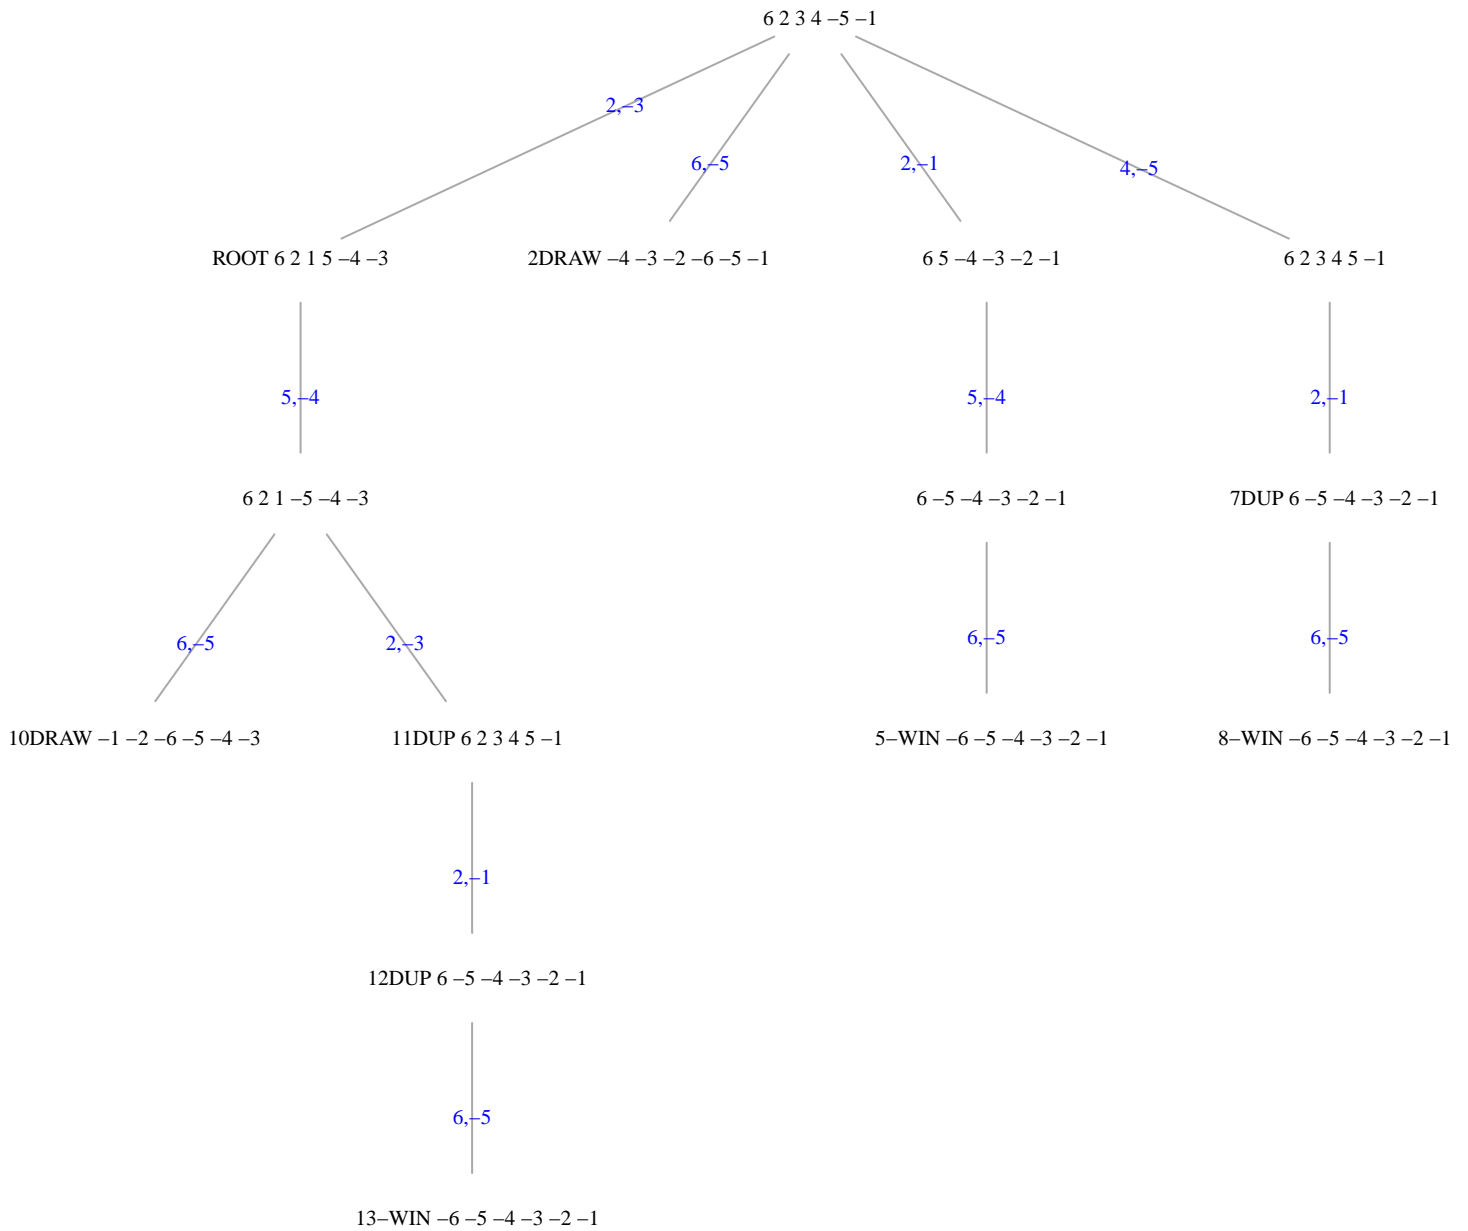 6 2 3 4 –5 –1
2,–3
6,–5
2,–1
4,–5
ROOT 6 2 1 5 –4 –3
2DRAW –4 –3 –2 –6 –5 –1
6 5 –4 –3 –2 –1
6 2 3 4 5 –1
5,–4
5,–4
2,–1
6 2 1 –5 –4 –3
6 –5 –4 –3 –2 –1
7DUP 6 –5 –4 –3 –2 –1
6,–5
2,–3
6,–5
6,–5
10DRAW –1 –2 –6 –5 –4 –3
11DUP 6 2 3 4 5 –1
5–WIN –6 –5 –4 –3 –2 –1
8–WIN –6 –5 –4 –3 –2 –1
2,–1
12DUP 6 –5 –4 –3 –2 –1
6,–5
13–WIN –6 –5 –4 –3 –2 –1